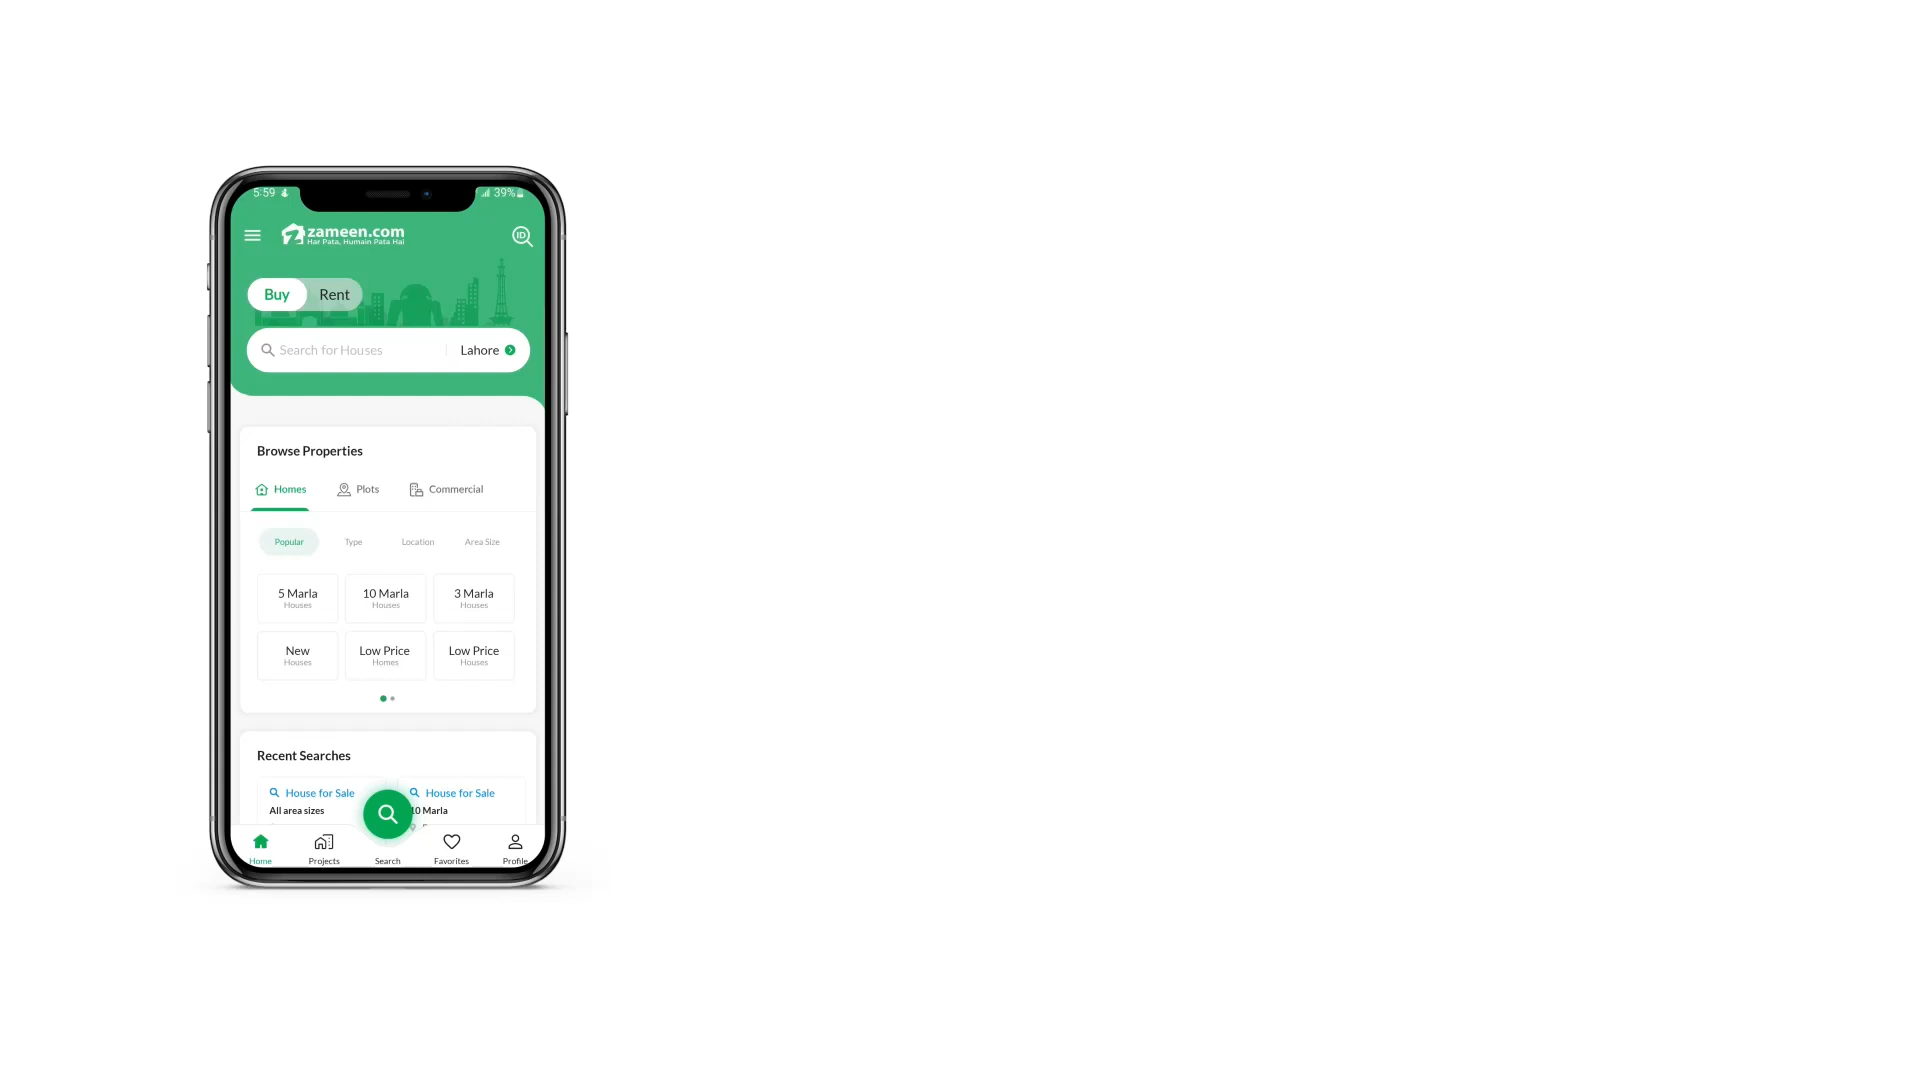 5:59
39%
zameen.com
Har Pata, Humain Pata Hai
ID
Buy Rent
Search for Houses Lahore
Browse Properties
Homes Plots Commercial
Popular Type Location Area Size
5 Marla 10 Marla 3 Marla
Houses Houses Houses
New Low Price Low Price
Houses Homes Houses
Recent Searches
House for Sale House for Sale
All area sizes 10 Marla
Home Projects Search Favorites Profile